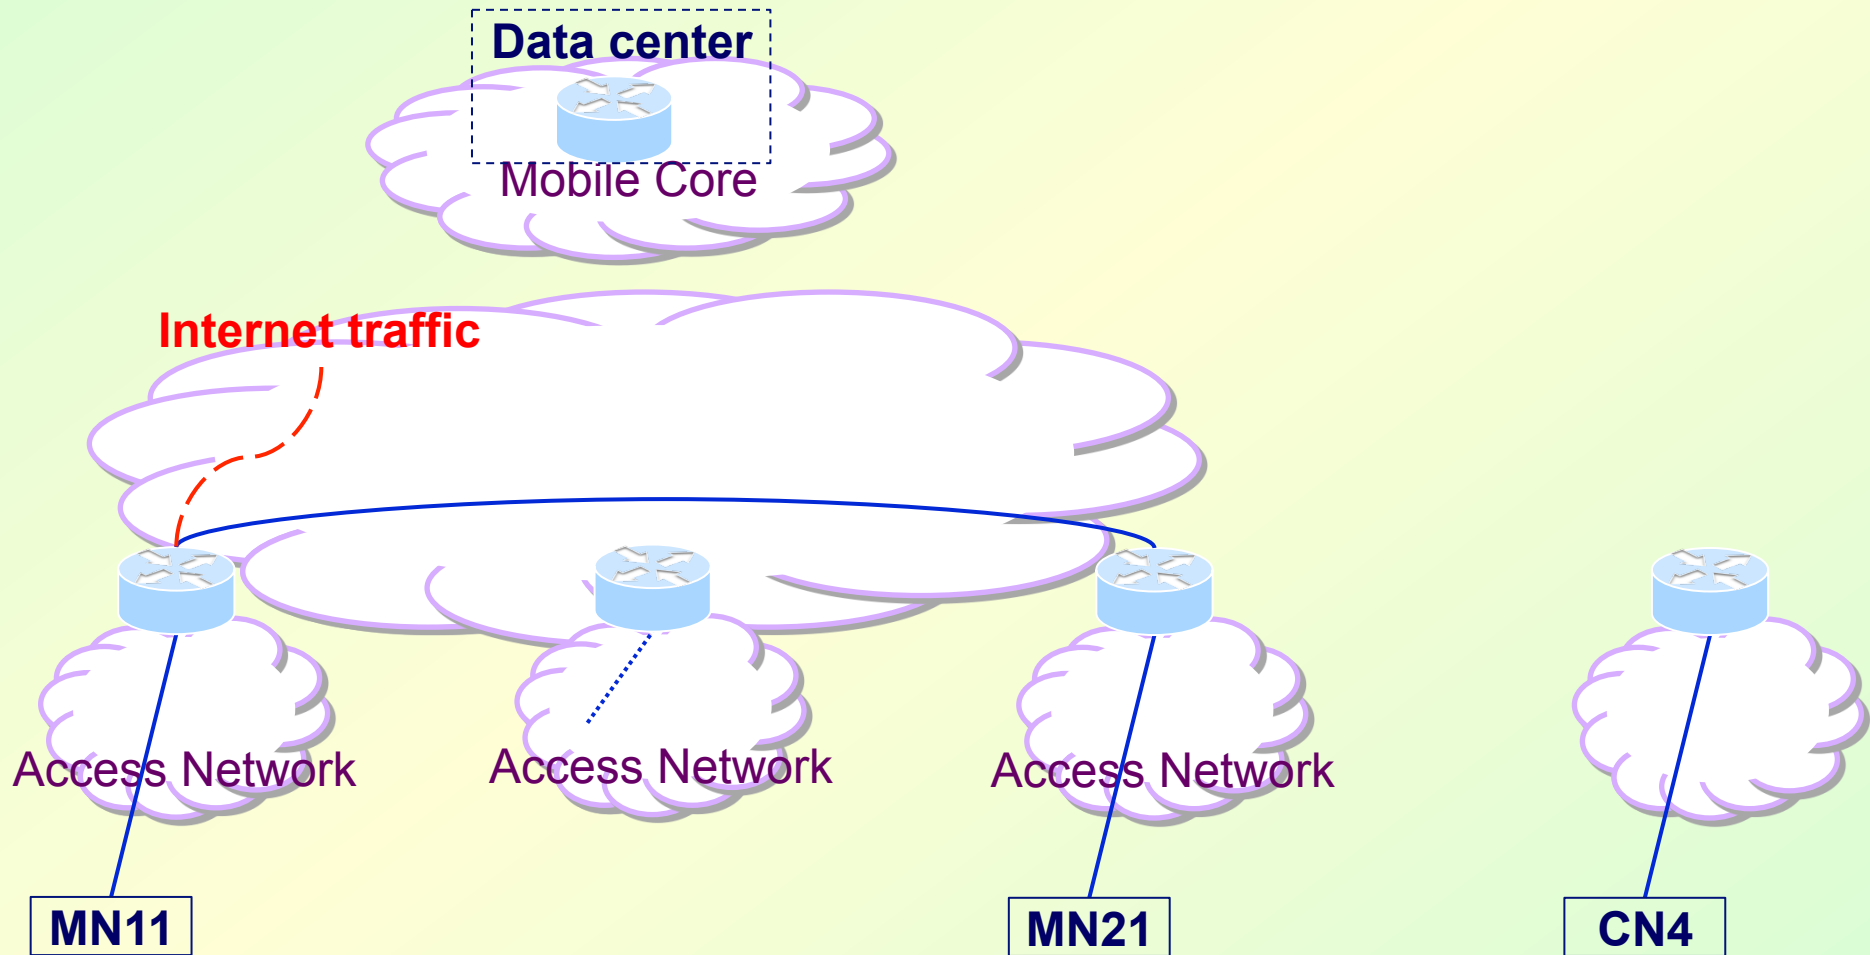 Data center
Mobile Core
Internet traffic
Access Network
Access Network
Access Network
MN11
MN21
CN4